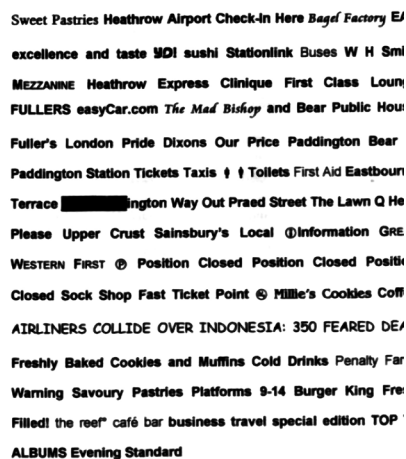 Sweet Pastries Heathrow Airport Check-In Here Bagel Factory
excellence and taste YO! sushi Stationlink Buses W H
MEZZANINE Heathrow Express Clinique First Class
FULLERS easyCar.com The Mad Bishop and Bear Public
Fuller's London Pride Dixons Our Price Paddington Bear
Paddington Station Tickets Taxis Toilets First Aid
Terrace ington Way Out Praed Street The Lawn Q
Please Upper Crust Sainsbury's Local Information
WESTERN FIRST Ⓟ Position Closed Position Closed
Closed Sock Shop Fast Ticket Point ® Millie's Cookies
AIRLINERS COLLIDE OVER INDONESIA: 350 FEARED
Freshly Baked Cookies and Muffins Cold Drinks Penalty
Warning Savoury Pastries Platforms 9-14 Burger King
Filled! the reef° café bar business travel special edition TOP
ALBUMS Evening Standard